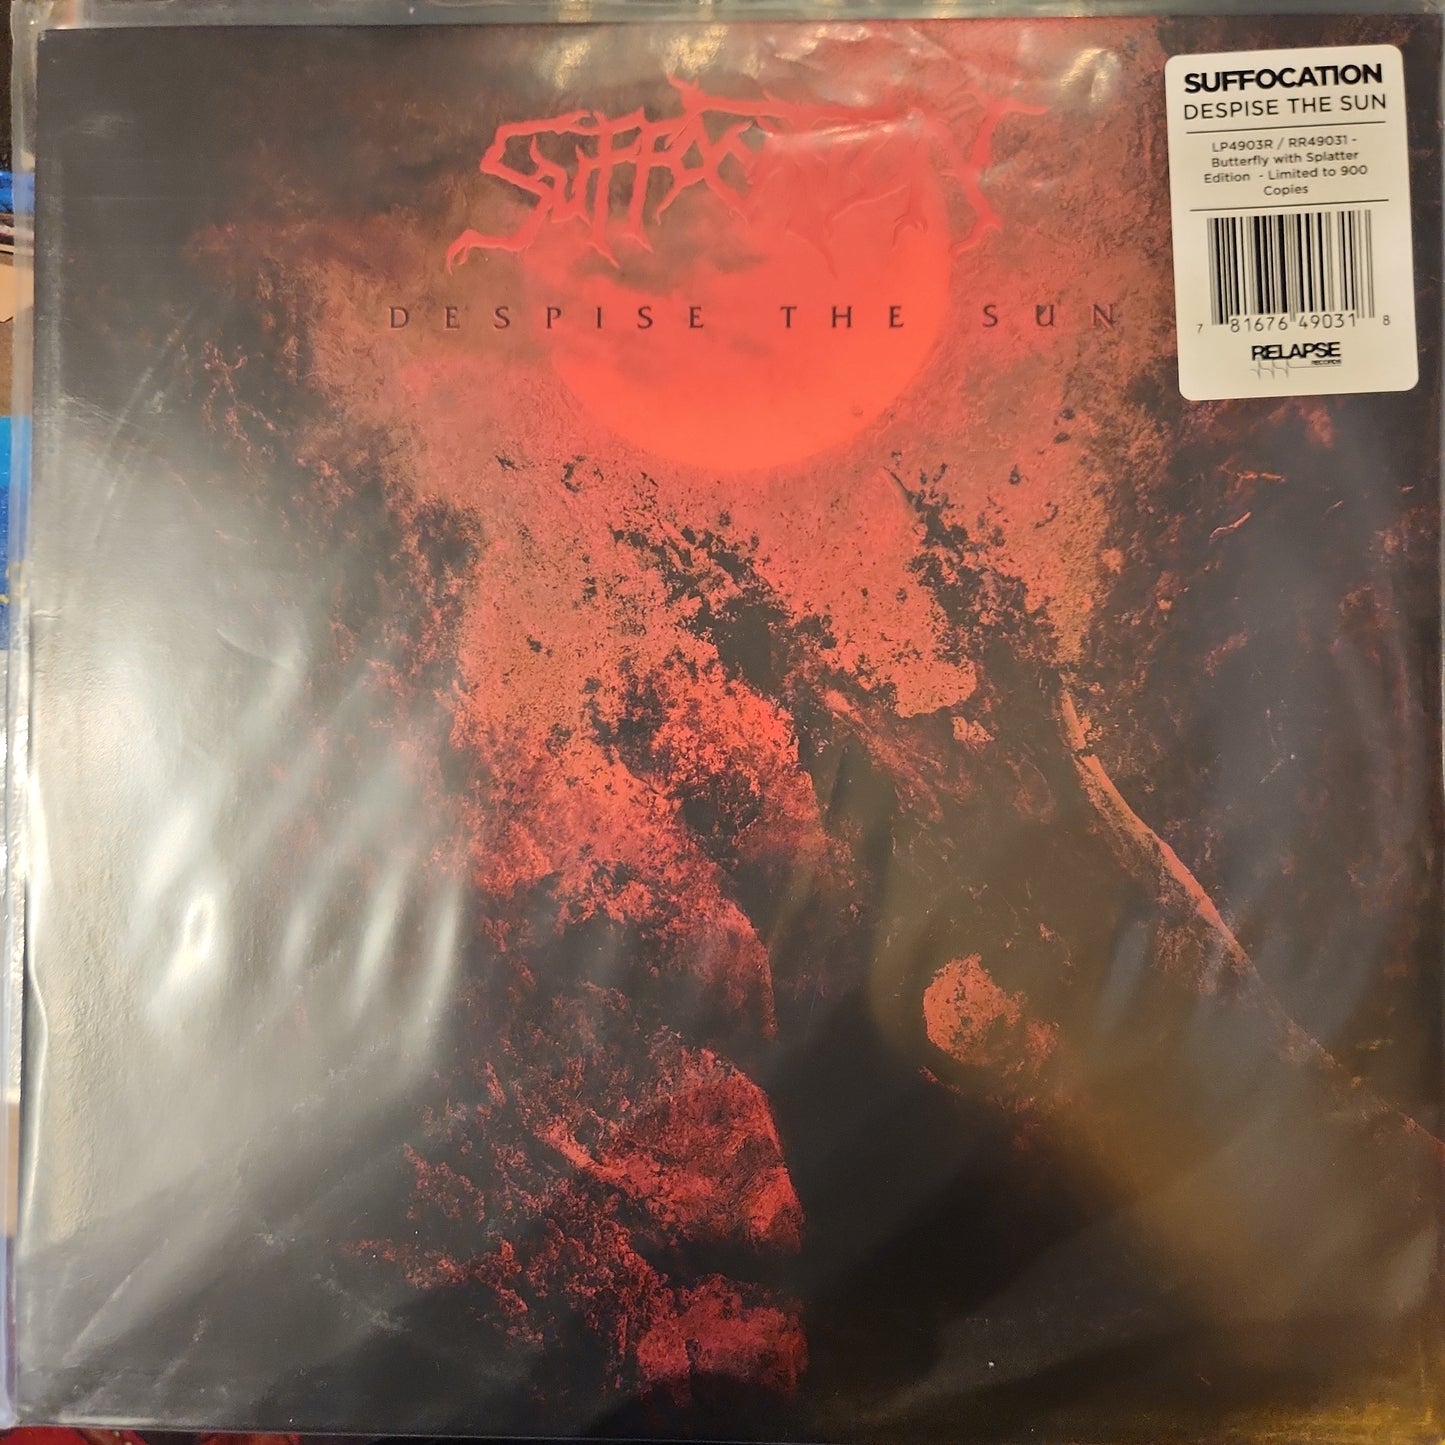 SUFFOCATION
DESPISE THE SUN
SUFFOCATION
DESPISE THE SUN
LP4903R / RR49031 -
Butterfly with Splatter
Edition - Limited to 900
Copies
7 81676 49031 8
RELAPSE
RECORDS